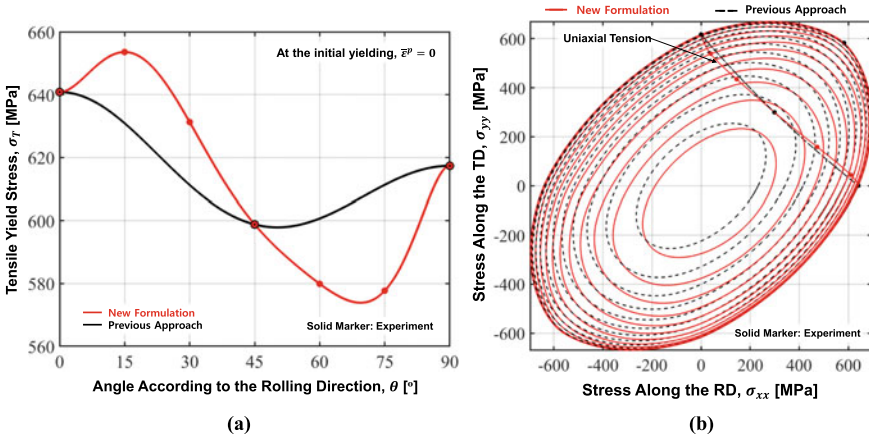 660
640
620
600
580
560
Tensile Yield Stress, σ_T [MPa]
At the initial yielding, ε̅ᵖ = 0
New Formulation
Previous Approach
Solid Marker: Experiment
0 15 30 45 60 75 90
Angle According to the Rolling Direction, θ [°]
(a)
New Formulation Previous Approach
600
400
200
0
-200
-400
-600
Stress Along the TD, σ_yy [MPa]
Uniaxial Tension
Solid Marker: Experiment
-600 -400 -200 0 200 400 600
Stress Along the RD, σ_xx [MPa]
(b)